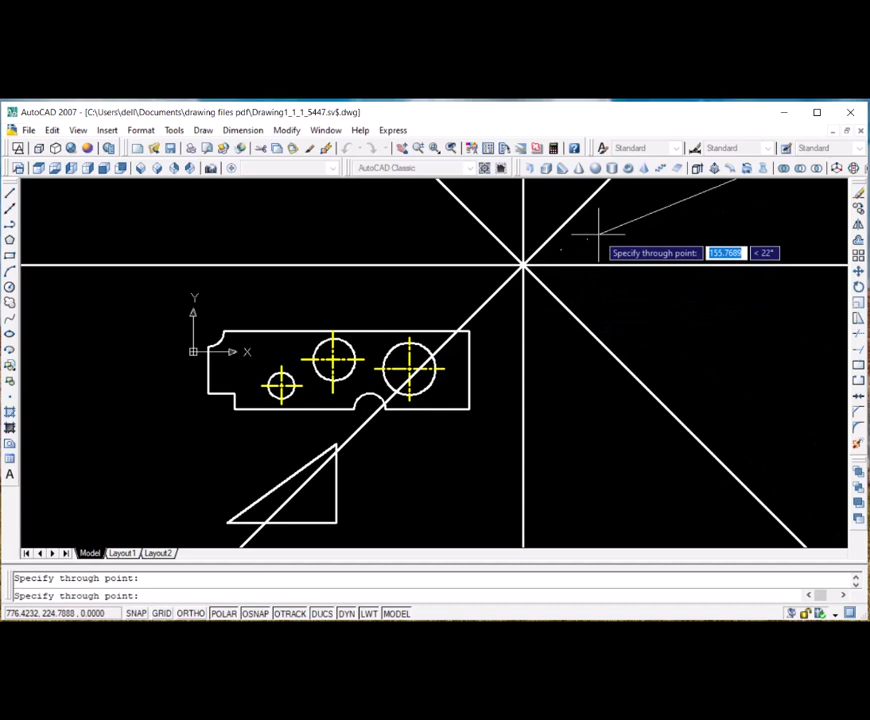 AutoCAD 2007 - [C:\Users\dell\Documents\drawing files pdf\Drawing1_1_1_5447.sv$.dwg]
File Edit View Insert Format Tools Draw Dimension Modify Window Help Express
Standard Standard Standard
AutoCAD Classic
Specify through point: 155.7689 < 22°
Y
X
A
Model Layout1 Layout2
Specify through point:
Specify through point:
776.4232, 224.7888 , 0.0000 SNAP GRID ORTHO POLAR OSNAP OTRACK DUCS DYN LWT MODEL